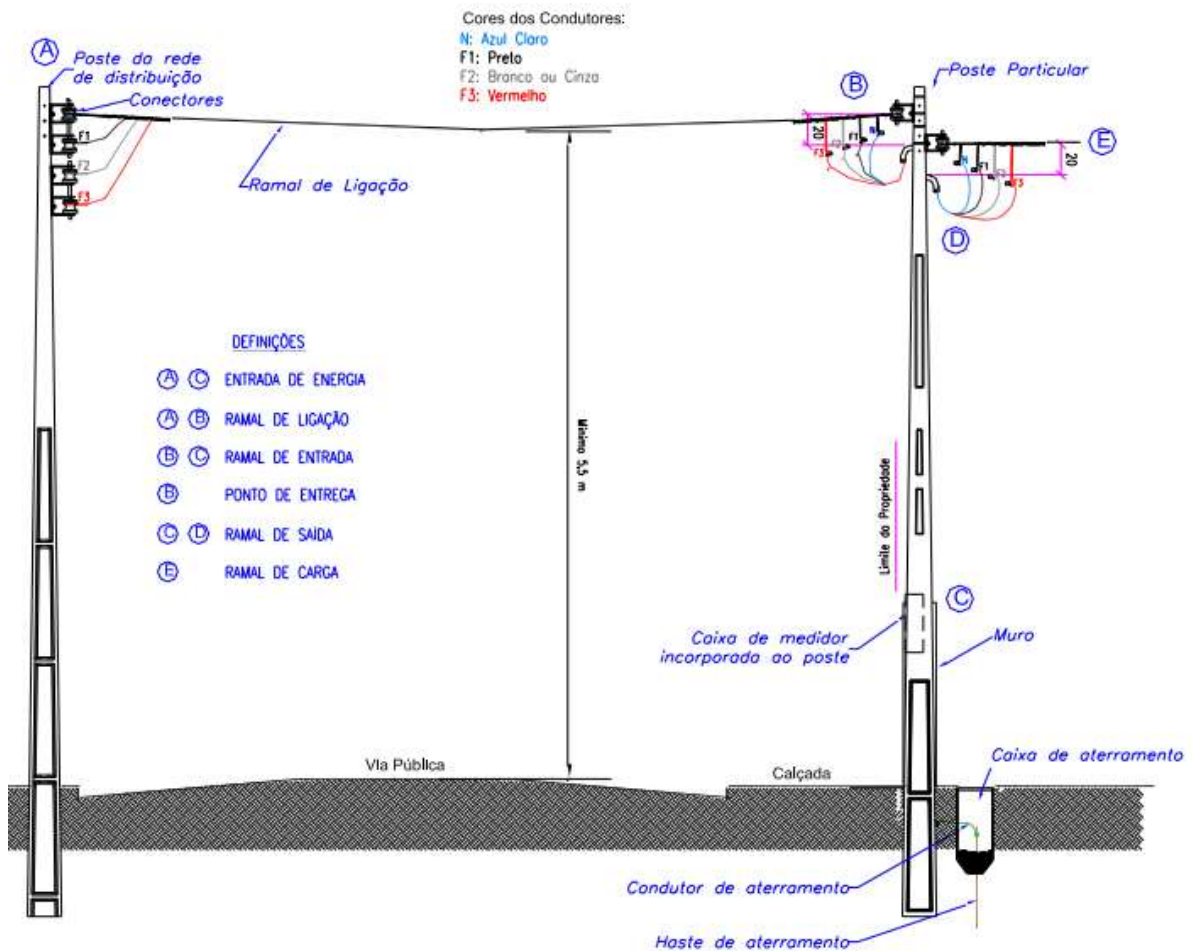 Cores dos Condutores:
N: Azul Claro
F1: Preto
F2: Branco ou Cinza
F3: Vermelho
A
Poste da rede
de distribuição
Conectores
F1
F2
F3
Ramal de Ligação
B
Poste Particular
20
F3
F2
F1
N
E
20
N
F1
F2
F3
D
DEFINIÇÕES
A C ENTRADA DE ENERGIA
A B RAMAL DE LIGAÇÃO
B C RAMAL DE ENTRADA
B PONTO DE ENTREGA
C D RAMAL DE SAÍDA
E RAMAL DE CARGA
Mínimo 5,5 m
Limite da Propriedade
C
Caixa de medidor
incorporada ao poste
Muro
Via Pública
Calçada
Caixa de aterramento
Condutor de aterramento
Haste de aterramento